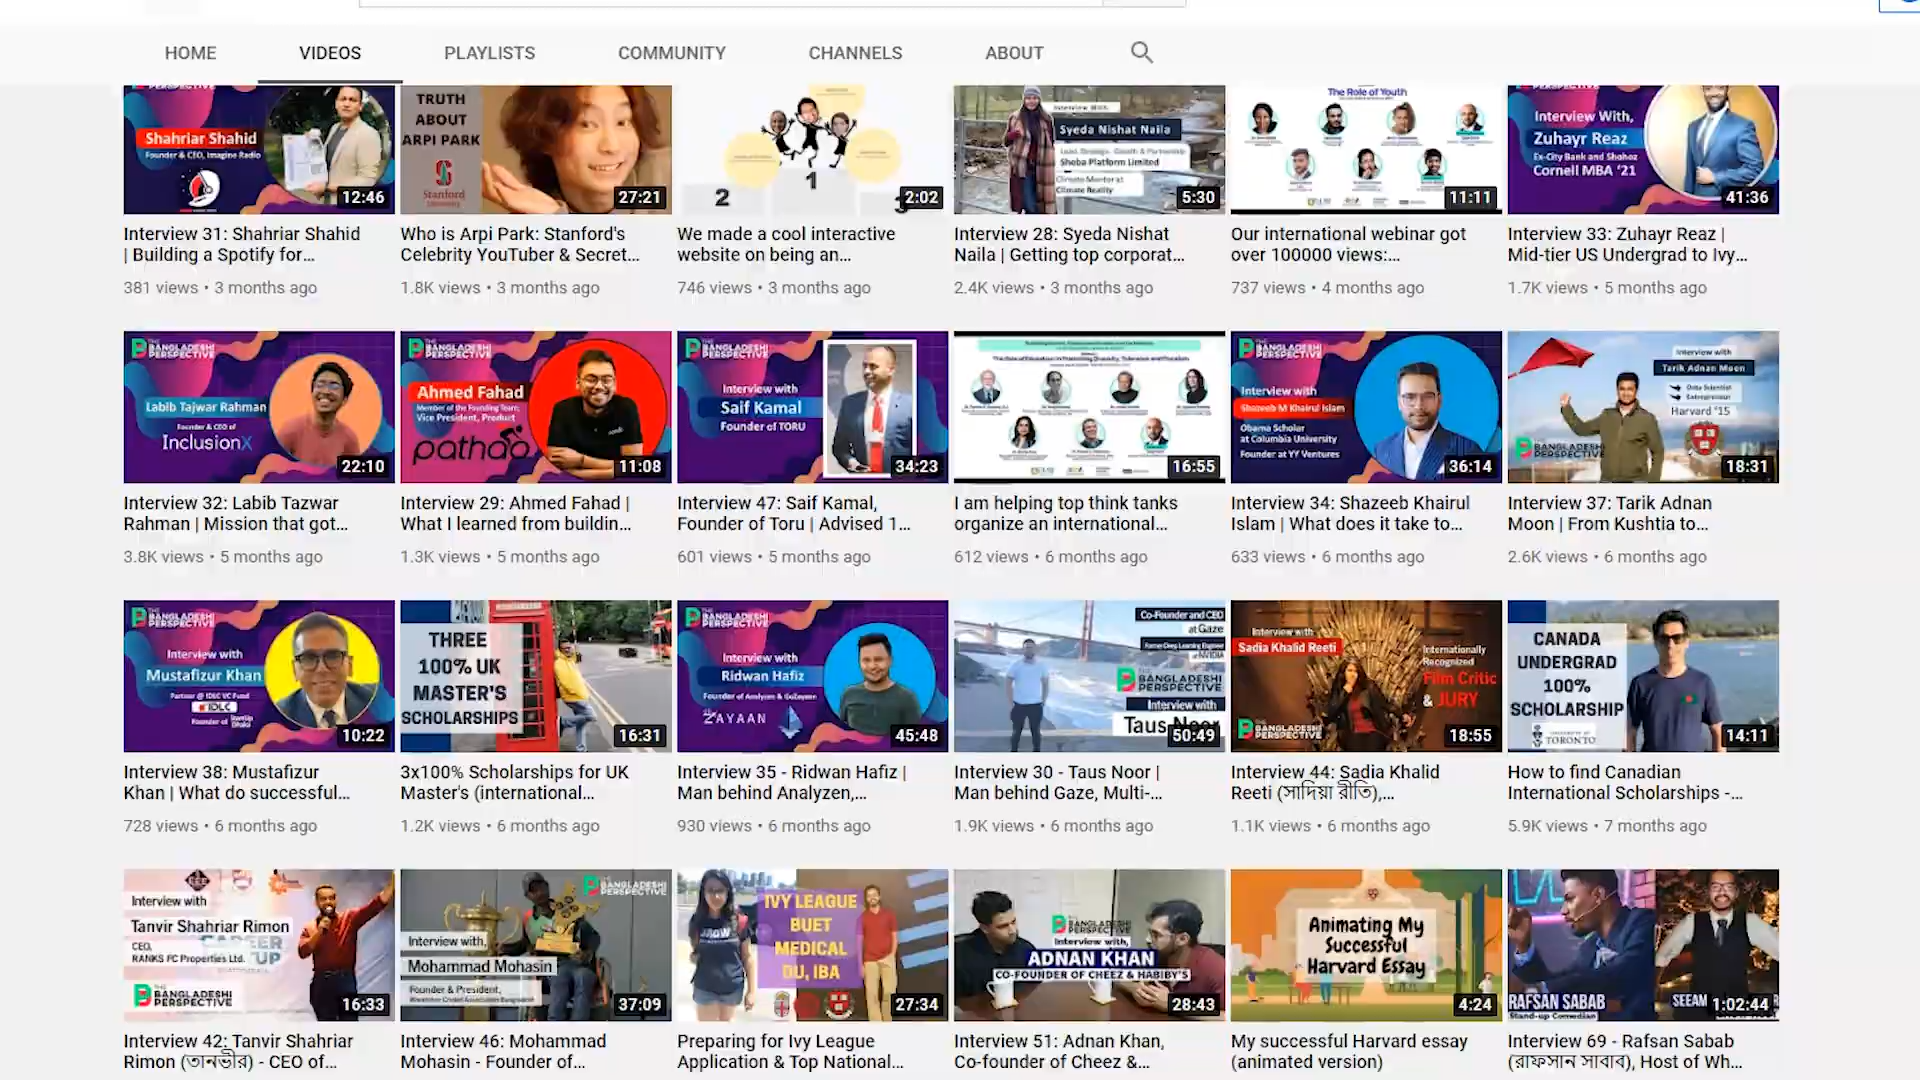 HOME
VIDEOS
PLAYLISTS
COMMUNITY
CHANNELS
ABOUT
Shahriar Shahid
Founder & CEO, Imagine Radio
12:46
TRUTH
ABOUT
ARPI PARK
Stanford
27:21
2
1
2:02
Interview With,
Syeda Nishat Naila
Sheba Platform Limited
Climate Mentor at
Climate Reality
5:30
The Role of Youth
11:11
Interview With,
Zuhayr Reaz
Ex-City Bank and Shohoz
Cornell MBA '21
41:36
Interview 31: Shahriar Shahid
| Building a Spotify for...
381 views • 3 months ago
Who is Arpi Park: Stanford's
Celebrity YouTuber & Secret...
1.8K views • 3 months ago
We made a cool interactive
website on being an...
746 views • 3 months ago
Interview 28: Syeda Nishat
Naila | Getting top corporat...
2.4K views • 3 months ago
Our international webinar got
over 100000 views:...
737 views • 4 months ago
Interview 33: Zuhayr Reaz |
Mid-tier US Undergrad to Ivy...
1.7K views • 5 months ago
THE
BANGLADESHI
PERSPECTIVE
Labib Tajwar Rahman
Founder & CEO of
InclusionX
22:10
THE
BANGLADESHI
PERSPECTIVE
Ahmed Fahad
Member of the Founding Team;
Vice President, Product
pathao
11:08
THE
BANGLADESHI
PERSPECTIVE
Interview with
Saif Kamal
Founder of TORU
34:23
16:55
THE
BANGLADESHI
PERSPECTIVE
Interview with
Shazeeb M Khairul Islam
Obama Scholar
at Columbia University
Founder at YY Ventures
36:14
Interview with
Tarik Adnan Moon
Data Scientist
Entrepreneur
Harvard '15
BANGLADESHI
PERSPECTIVE
18:31
Interview 32: Labib Tazwar
Rahman | Mission that got...
3.8K views • 5 months ago
Interview 29: Ahmed Fahad |
What I learned from buildin...
1.3K views • 5 months ago
Interview 47: Saif Kamal,
Founder of Toru | Advised 1...
601 views • 5 months ago
I am helping top think tanks
organize an international...
612 views • 6 months ago
Interview 34: Shazeeb Khairul
Islam | What does it take to...
633 views • 6 months ago
Interview 37: Tarik Adnan
Moon | From Kushtia to...
2.6K views • 6 months ago
THE
BANGLADESHI
PERSPECTIVE
Interview with
Mustafizur Khan
Partner @ IDLC VC Fund
IDLC
Founder of Startup Dhaka
10:22
THREE
100% UK
MASTER'S
SCHOLARSHIPS
16:31
THE
BANGLADESHI
PERSPECTIVE
Interview with
Ridwan Hafiz
Founder of Analyzen & GoZayaan
ZAYAAN
45:48
Co-Founder and CEO
at Gaze
Former Deep Learning Engineer
at NVIDIA
BANGLADESHI
PERSPECTIVE
Interview with
Taus Noor
50:49
Interview with
Sadia Khalid Reeti
Internationally
Recognized
Film Critic
& JURY
BANGLADESHI
PERSPECTIVE
18:55
CANADA
UNDERGRAD
100%
SCHOLARSHIP
TORONTO
14:11
Interview 38: Mustafizur
Khan | What do successful...
728 views • 6 months ago
3x100% Scholarships for UK
Master's (international...
1.2K views • 6 months ago
Interview 35 - Ridwan Hafiz |
Man behind Analyzen,...
930 views • 6 months ago
Interview 30 - Taus Noor |
Man behind Gaze, Multi-...
1.9K views • 6 months ago
Interview 44: Sadia Khalid
Reeti (সাদিয়া রীতি),...
1.1K views • 6 months ago
How to find Canadian
International Scholarships -...
5.9K views • 7 months ago
Interview with
Tanvir Shahriar Rimon
CEO,
RANKS FC Properties Ltd.
BANGLADESHI
PERSPECTIVE
16:33
BANGLADESHI
PERSPECTIVE
Interview with,
Mohammad Mohasin
Founder & President,
Wheelchair Cricket Association Bangladesh
37:09
IVY LEAGUE
BUET
MEDICAL
DU, IBA
27:34
BANGLADESHI
PERSPECTIVE
Interview with,
ADNAN KHAN
CO-FOUNDER OF CHEEZ & HABIBY'S
28:43
Animating My
Successful
Harvard Essay
4:24
RAFSAN SABAB
Stand-up Comedian
SEEAM
1:02:44
Interview 42: Tanvir Shahriar
Rimon (তানভীর) - CEO of...
Interview 46: Mohammad
Mohasin - Founder of...
Preparing for Ivy League
Application & Top National...
Interview 51: Adnan Khan,
Co-founder of Cheez &...
My successful Harvard essay
(animated version)
Interview 69 - Rafsan Sabab
(রাফসান সাবাব), Host of Wh...